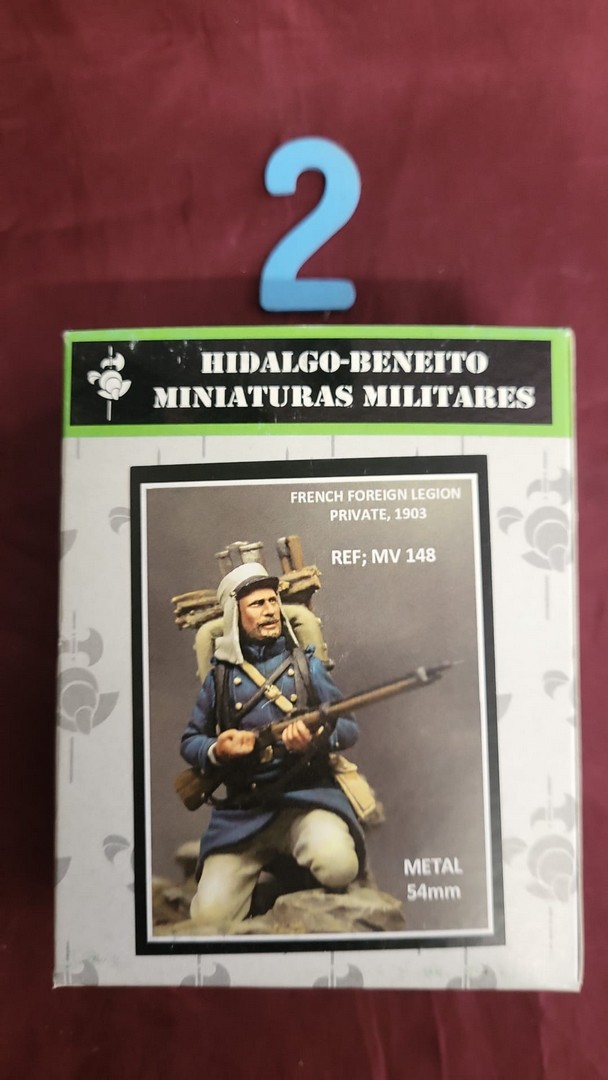 2
HIDALGO-BENEITO
MINIATURAS MILITARES
FRENCH FOREIGN LEGION
PRIVATE, 1903
REF; MV 148
METAL
54mm